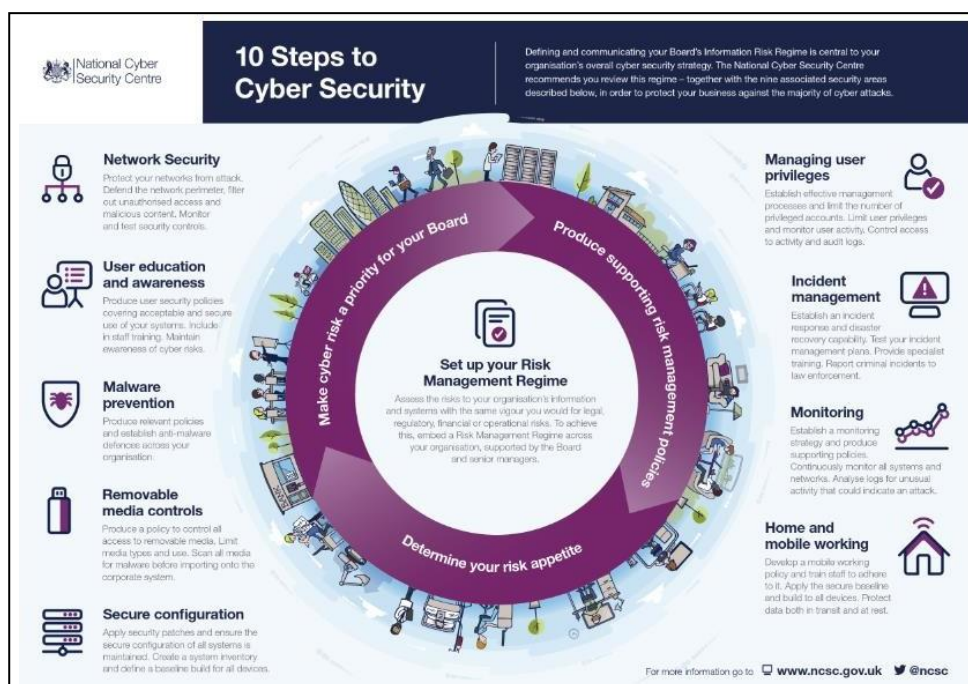 National Cyber
Security Centre
10 Steps to
Cyber Security
Defining and communicating your Board's Information Risk Regime is central to your
organisation's overall cyber security strategy. The National Cyber Security Centre
recommends you review this regime – together with the nine associated security areas
described below, in order to protect your business against the majority of cyber attacks.
Network Security
Protect your networks from attack.
Defend the network perimeter, filter
out unauthorised access and
malicious content. Monitor
and test security controls.
User education
and awareness
Produce user security policies
covering acceptable and secure
use of your systems. Include
in staff training. Maintain
awareness of cyber risks.
Malware
prevention
Produce relevant policies
and establish anti-malware
defences across your
organisation.
Removable
media controls
Produce a policy to control all
access to removable media. Limit
media types and use. Scan all media
for malware before importing onto the
corporate system.
Secure configuration
Apply security patches and ensure the
secure configuration of all systems is
maintained. Create a system inventory
and define a baseline build for all devices.
Make cyber risk a priority for your Board
Produce supporting risk management policies
Determine your risk appetite
BANK
Set up your Risk
Management Regime
Assess the risks to your organisation's information
and systems with the same vigour you would for legal,
regulatory, financial or operational risks. To achieve
this, embed a Risk Management Regime across
your organisation, supported by the Board
and senior managers.
Managing user
privileges
Establish effective management
processes and limit the number of
privileged accounts. Limit user privileges
and monitor user activity. Control access
to activity and audit logs.
Incident
management
Establish an incident
response and disaster
recovery capability. Test your incident
management plans. Provide specialist
training. Report criminal incidents to
law enforcement.
Monitoring
Establish a monitoring
strategy and produce
supporting policies.
Continuously monitor all systems and
networks. Analyse logs for unusual
activity that could indicate an attack.
Home and
mobile working
Develop a mobile working
policy and train staff to adhere
to it. Apply the secure baseline
and build to all devices. Protect
data both in transit and at rest.
For more information go to www.ncsc.gov.uk @ncsc